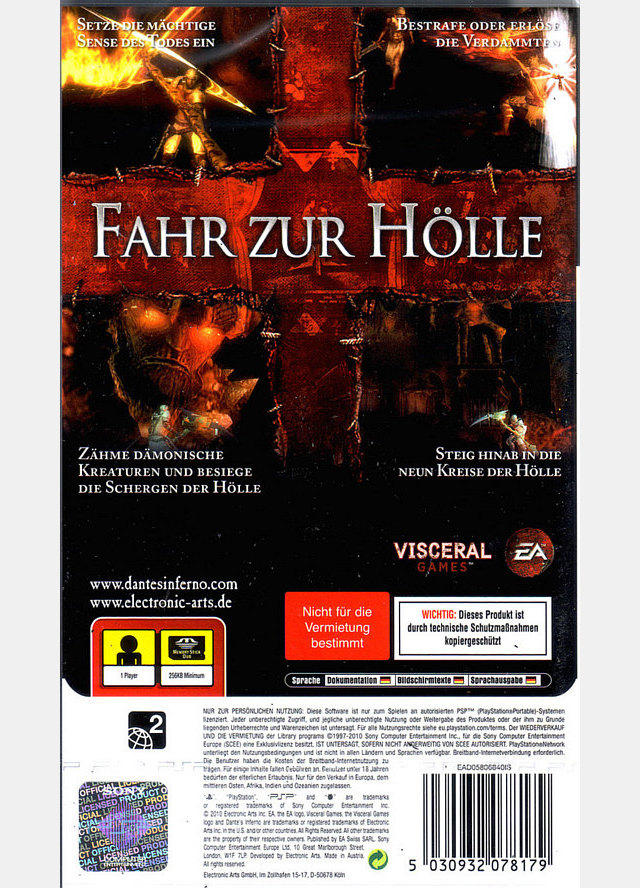 SETZE DIE MÄCHTIGE
SENSE DES TODES EIN
BESTRAFE ODER ERLÖSE
DIE VERDAMMTEN
FAHR ZUR HÖLLE
ZÄHME DÄMONISCHE
KREATUREN UND BESIEGE
DIE SCHERGEN DER HÖLLE
STEIG HINAB IN DIE
NEUN KREISE DER HÖLLE
VISCERAL
GAMES™
EA
www.dantesinferno.com
www.electronic-arts.de
Nicht für die
Vermietung
bestimmt
WICHTIG: Dieses Produkt ist
durch technische Schutzmaßnahmen
kopiergeschützt
1 Player
MEMORY STICK
DUO
256KB Minimum
Sprache Dokumentation Bildschirmtexte Sprachausgabe
2
NUR ZUR PERSÖNLICHEN NUTZUNG: Diese Software ist nur zum Spielen an autorisierten PSP™ (PlayStation®Portable)-Systemen
lizenziert. Jeder unberechtigte Zugriff, und jegliche unberechtigte Nutzung oder Weitergabe des Produktes oder der ihm zu Grunde
liegenden Urheberrechte und Warenzeichen ist untersagt. Für alle Nutzungsrechte siehe eu.playstation.com/terms. Der WIEDERVERKAUF
UND DIE VERMIETUNG der Library programs ©1997-2010 Sony Computer Entertainment Inc., für die Sony Computer Entertainment
Europe (SCEE) eine Exklusivlizenz besitzt, IST UNTERSAGT, SOFERN NICHT ANDERWEITIG VON SCEE AUTORISIERT. PlayStation®Network
unterliegt den Nutzungsbedingungen und ist nicht in allen Ländern und Sprachen verfügbar. Breitband-Internetverbindung erforderlich.
Die Benutzer haben die Kosten der Breitband-Internetnutzung zu
tragen. Für einige Inhalte fallen Gebühren an. Benutzer unter 18 Jahren
bedürfen der elterlichen Erlaubnis. Nur für den Verkauf in Europa, dem
mittleren Osten, Afrika, Indien und Ozeanien zugelassen.
EAD05806840IS
"PlayStation", "PSP" and are trademarks
or registered trademarks of Sony Computer Entertainment Inc.
© 2010 Electronic Arts Inc. EA, the EA logo, Visceral Games, the Visceral Games
logo and Dante's Inferno are trademarks or registered trademarks of Electronic
Arts Inc. in the U.S. and/or other countries. All Rights Reserved. All other trademarks
are the property of their respective owners. Published by EA Swiss SARL. Sony
Computer Entertainment Europe Ltd. 10 Great Marlborough Street,
London, W1F 7LP. Developed by Electronic Arts. Made in Austria.
Electronic Arts GmbH, Im Zollhafen 15-17, D-50678 Köln
SONY
COMPUTER
ENTERTAINMENT
OFFICIAL
LICENSED PRODUCT
5 030932 078179